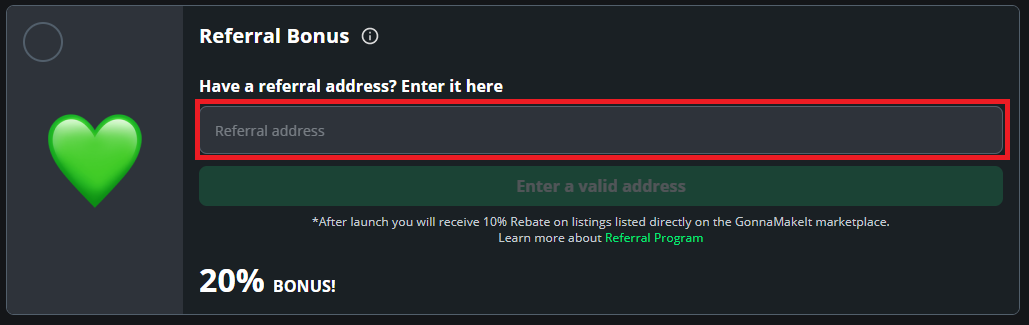 Referral Bonus
Have a referral address? Enter it here
Referral address
Enter a valid address
*After launch you will receive 10% Rebate on listings listed directly on the GonnaMakeIt marketplace.
Learn more about Referral Program
20% BONUS!